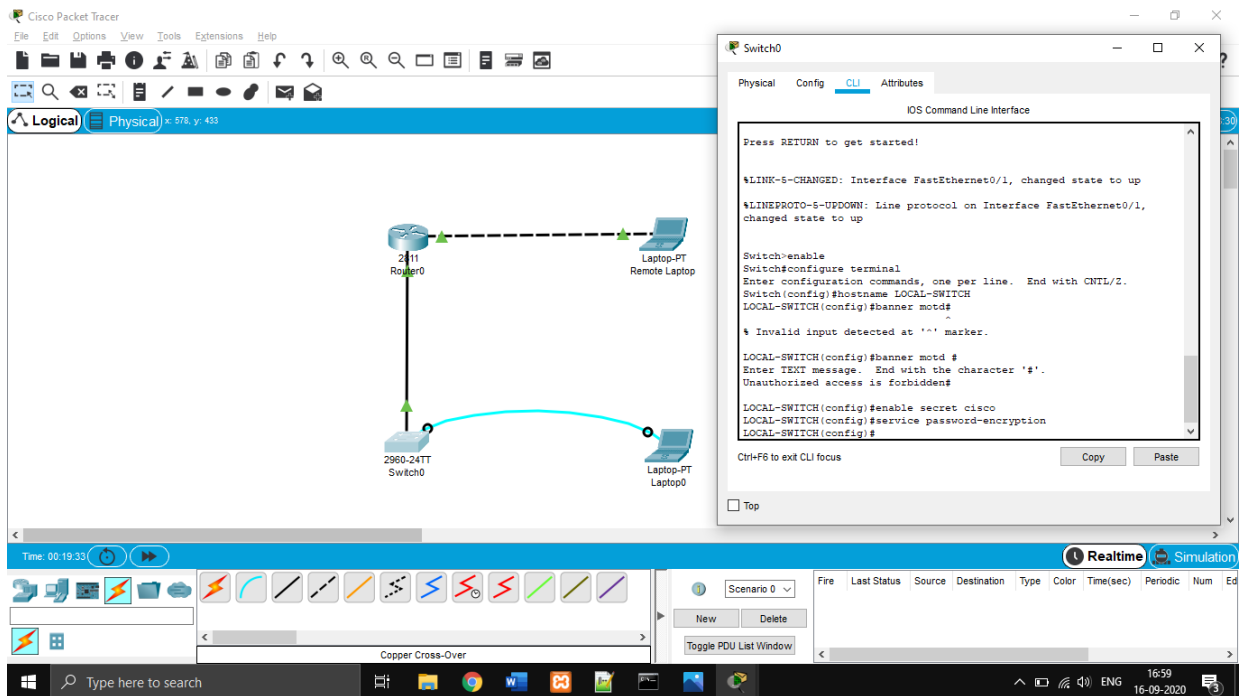 Cisco Packet Tracer
File Edit Options View Tools Extensions Help
Logical Physical x: 578, y: 433
2811
Router0
Laptop-PT
Remote Laptop
2960-24TT
Switch0
Laptop-PT
Laptop0
Switch0
Physical Config CLI Attributes
IOS Command Line Interface
Press RETURN to get started!
%LINK-5-CHANGED: Interface FastEthernet0/1, changed state to up
%LINEPROTO-5-UPDOWN: Line protocol on Interface FastEthernet0/1,
changed state to up
Switch>enable
Switch#configure terminal
Enter configuration commands, one per line. End with CNTL/Z.
Switch(config)#hostname LOCAL-SWITCH
LOCAL-SWITCH(config)#banner motd#
^
% Invalid input detected at '^' marker.
LOCAL-SWITCH(config)#banner motd #
Enter TEXT message. End with the character '#'.
Unauthorized access is forbidden#
LOCAL-SWITCH(config)#enable secret cisco
LOCAL-SWITCH(config)#service password-encryption
LOCAL-SWITCH(config)#
Ctrl+F6 to exit CLI focus
Copy Paste
Top
Time: 00:19:33
Realtime Simulation
Scenario 0
New Delete
Toggle PDU List Window
Fire Last Status Source Destination Type Color Time(sec) Periodic Num Ed
Copper Cross-Over
Type here to search
ENG
16:59
16-09-2020
3